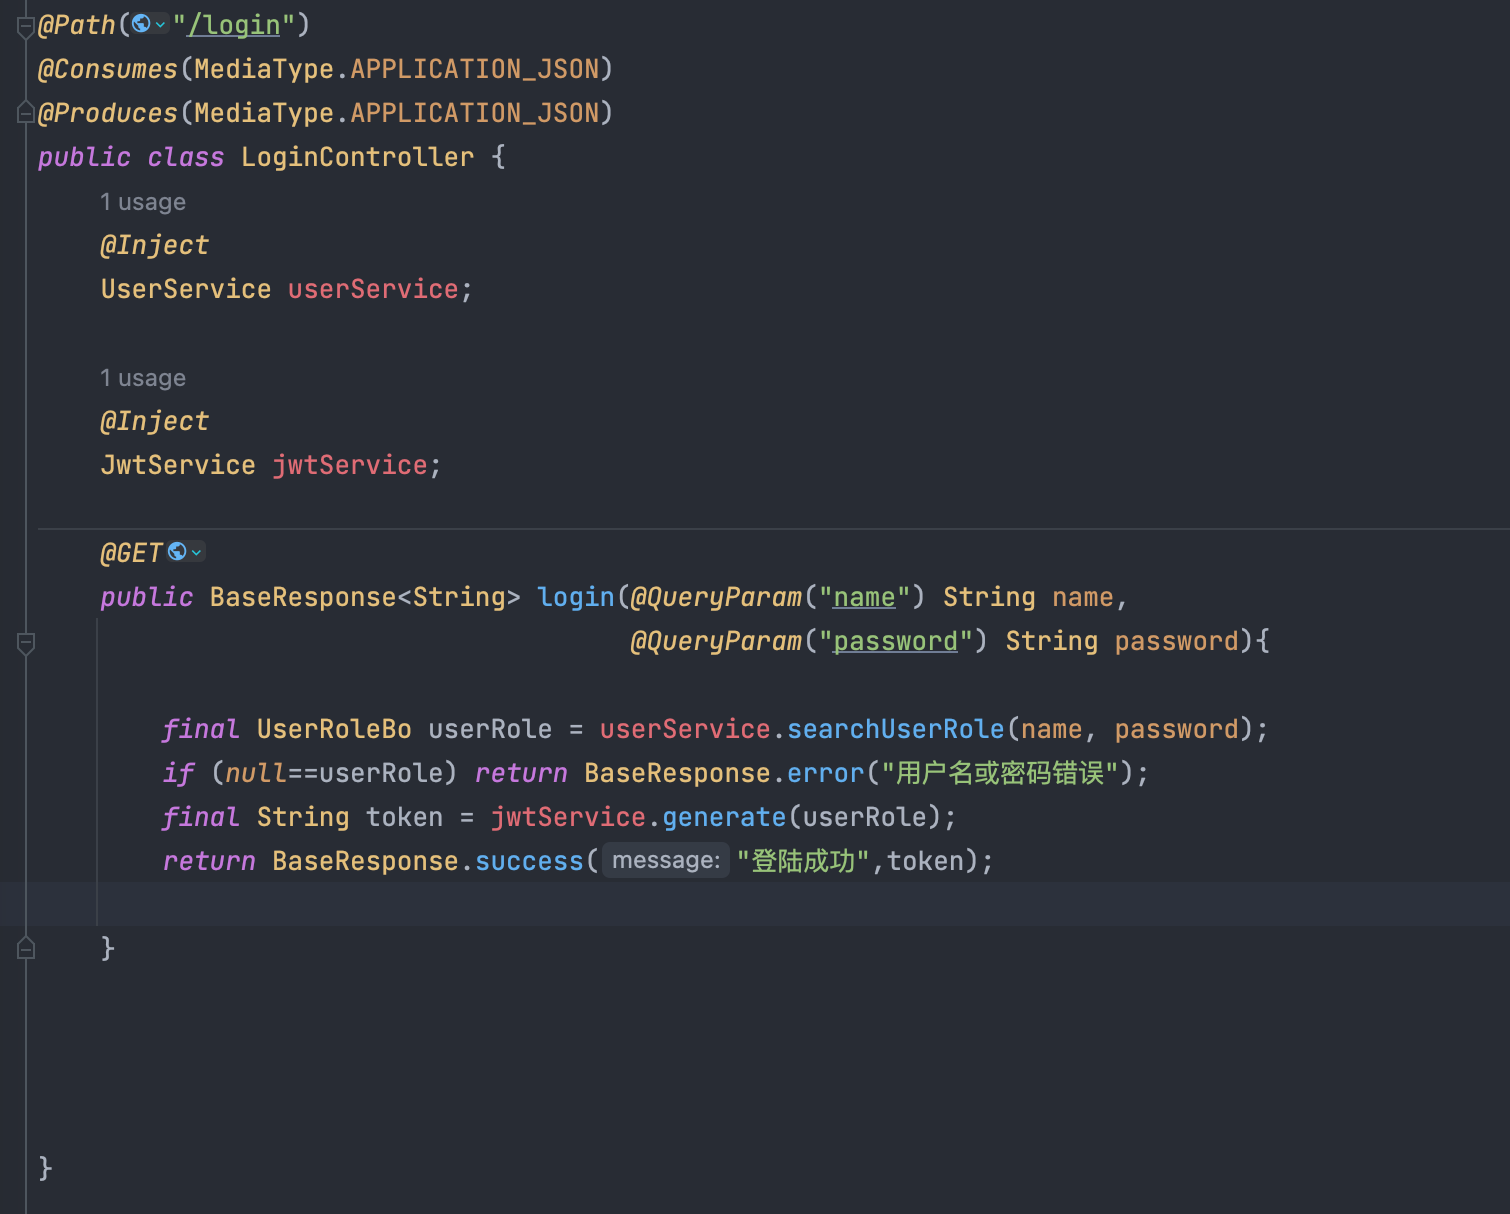 @Path("/login")
@Consumes(MediaType.APPLICATION_JSON)
@Produces(MediaType.APPLICATION_JSON)
public class LoginController {
1 usage
@Inject
UserService userService;
1 usage
@Inject
JwtService jwtService;
@GET
public BaseResponse<String> login(@QueryParam("name") String name,
@QueryParam("password") String password){
final UserRoleBo userRole = userService.searchUserRole(name, password);
if (null==userRole) return BaseResponse.error("用户名或密码错误");
final String token = jwtService.generate(userRole);
return BaseResponse.success( message: "登陆成功",token);
}
}